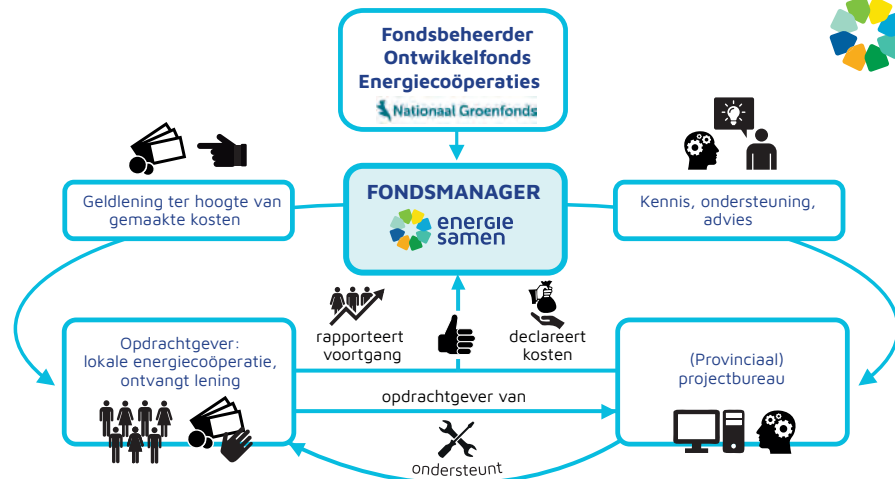 Fondsbeheerder
Ontwikkelfonds
Energiecoöperaties
Nationaal Groenfonds
Geldlening ter hoogte van
gemaakte kosten
FONDSMANAGER
energie
samen
Kennis, ondersteuning,
advies
rapporteert
voortgang
declareert
kosten
Opdrachtgever:
lokale energiecoöperatie,
ontvangt lening
(Provinciaal)
projectbureau
opdrachtgever van
ondersteunt